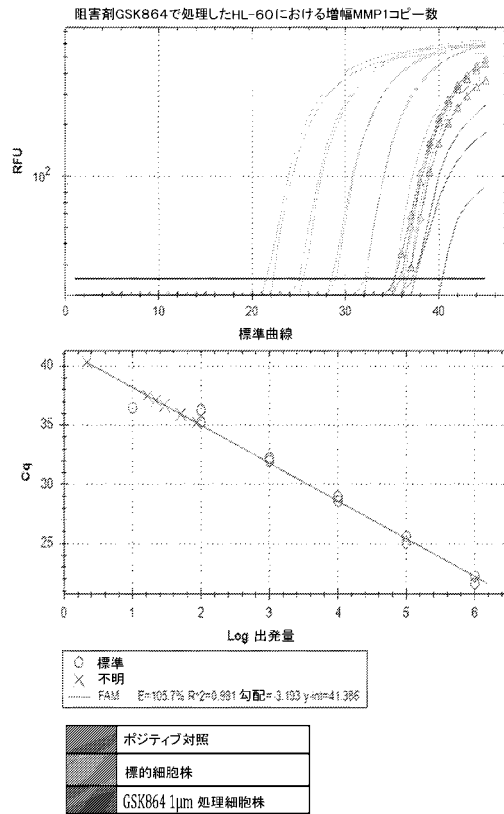 阻害剤GSK864で処理したHL-60における増幅MMP1コピー数
RFU
10²
0 10 20 30 40
標準曲線
40
35
30
25
Cq
0 1 2 3 4 5 6
Log 出発量
標準
不明
FAM E=105.7% R^2=0.981 勾配=-3.193 y-int=41.386
ポジティブ対照
標的細胞株
GSK864 1µm 処理細胞株